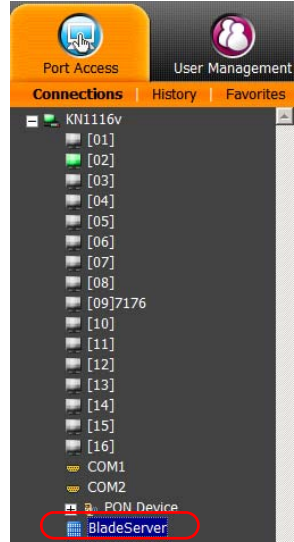 Port Access
User Management
Connections | History | Favorites
KN1116v
[01]
[02]
[03]
[04]
[05]
[06]
[07]
[08]
[09]7176
[10]
[11]
[12]
[13]
[14]
[15]
[16]
COM1
COM2
PON Device
BladeServer